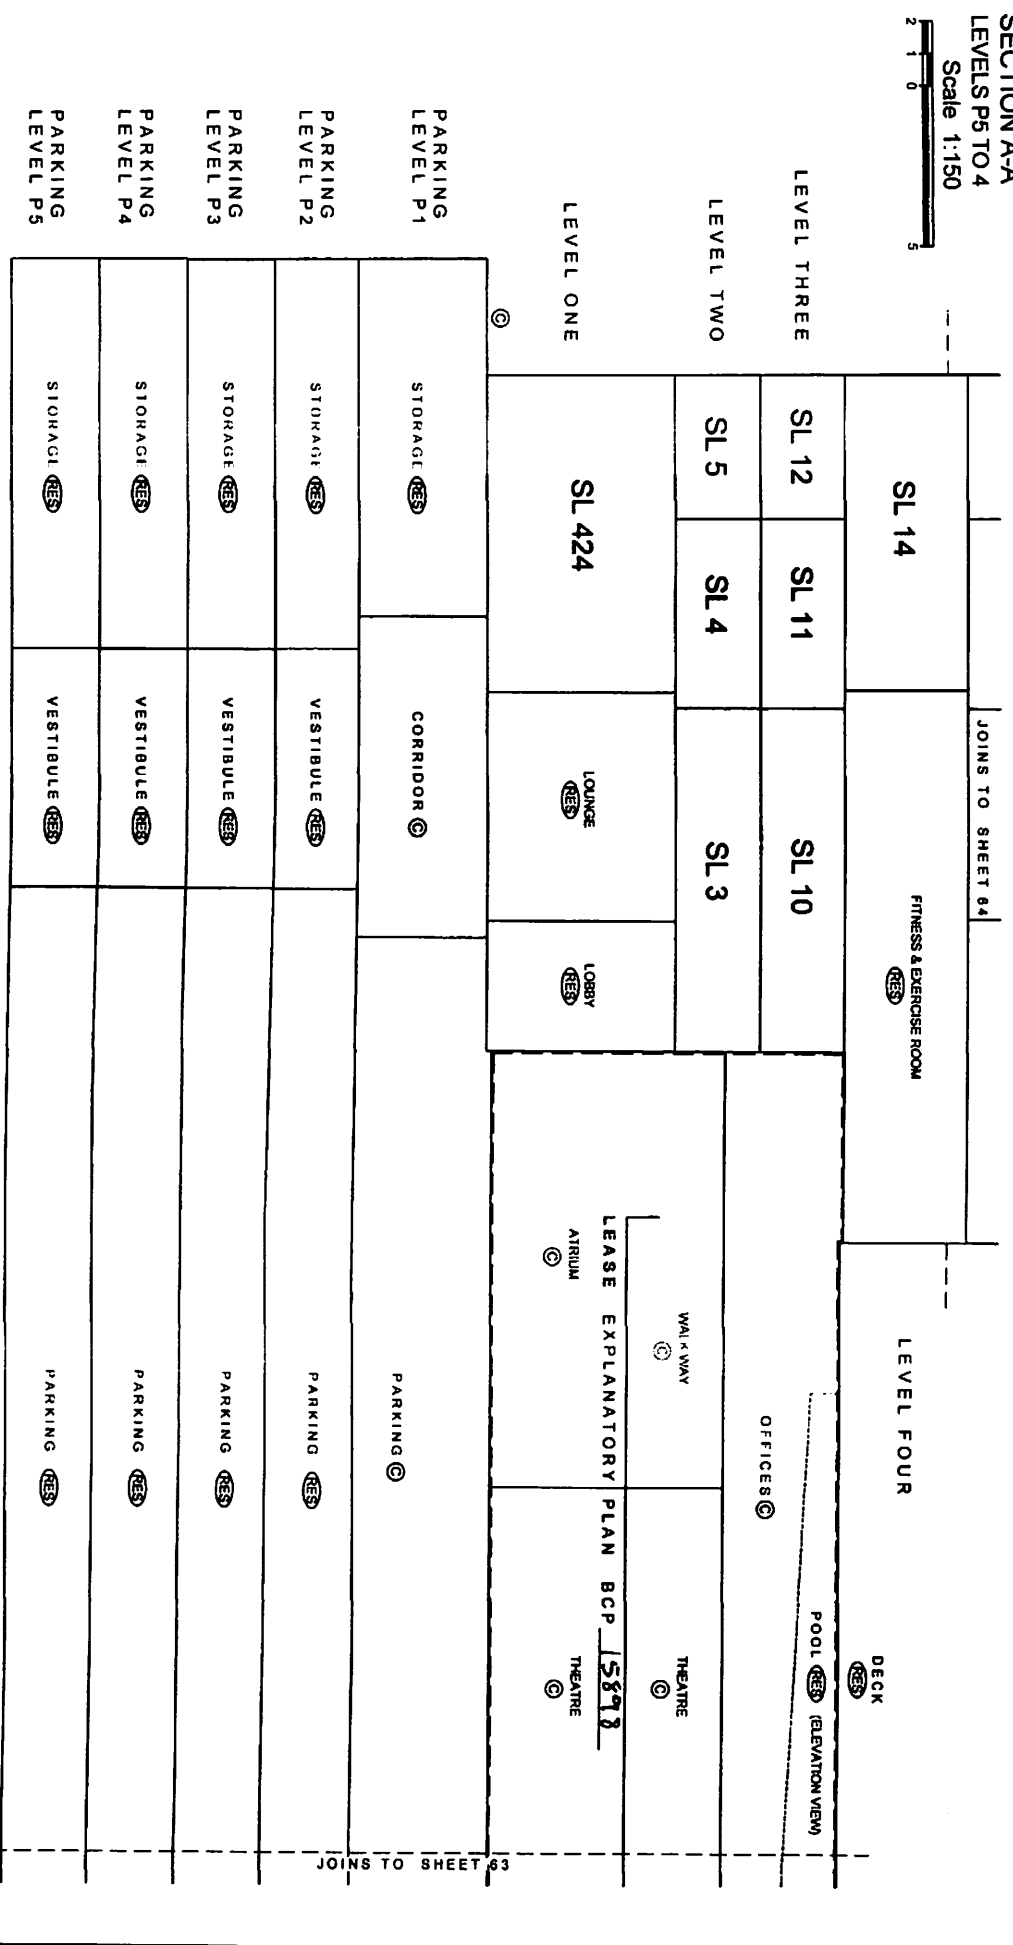 SECTION A-A
LEVELS P5 TO 4
Scale 1:150
2 1 0 5
JOINS TO SHEET 64
LEVEL FOUR
SL 14
FITNESS & EXERCISE ROOM
RES
DECK
RES
POOL RES (ELEVATION VIEW)
LEVEL THREE
SL 12
SL 11
SL 10
OFFICES C
LEVEL TWO
SL 5
SL 4
SL 3
WALKWAY
C
THEATRE
C
LEASE EXPLANATORY PLAN BCP 15898
LEVEL ONE
SL 424
LOUNGE
RES
LOBBY
RES
ATRIUM
C
THEATRE
C
C
JOINS TO SHEET 63
PARKING
LEVEL P1
STORAGE RES
CORRIDOR C
PARKING C
PARKING
LEVEL P2
STORAGE RES
VESTIBULE RES
PARKING RES
PARKING
LEVEL P3
STORAGE RES
VESTIBULE RES
PARKING RES
PARKING
LEVEL P4
STORAGE RES
VESTIBULE RES
PARKING RES
PARKING
LEVEL P5
STORAGE RES
VESTIBULE RES
PARKING RES